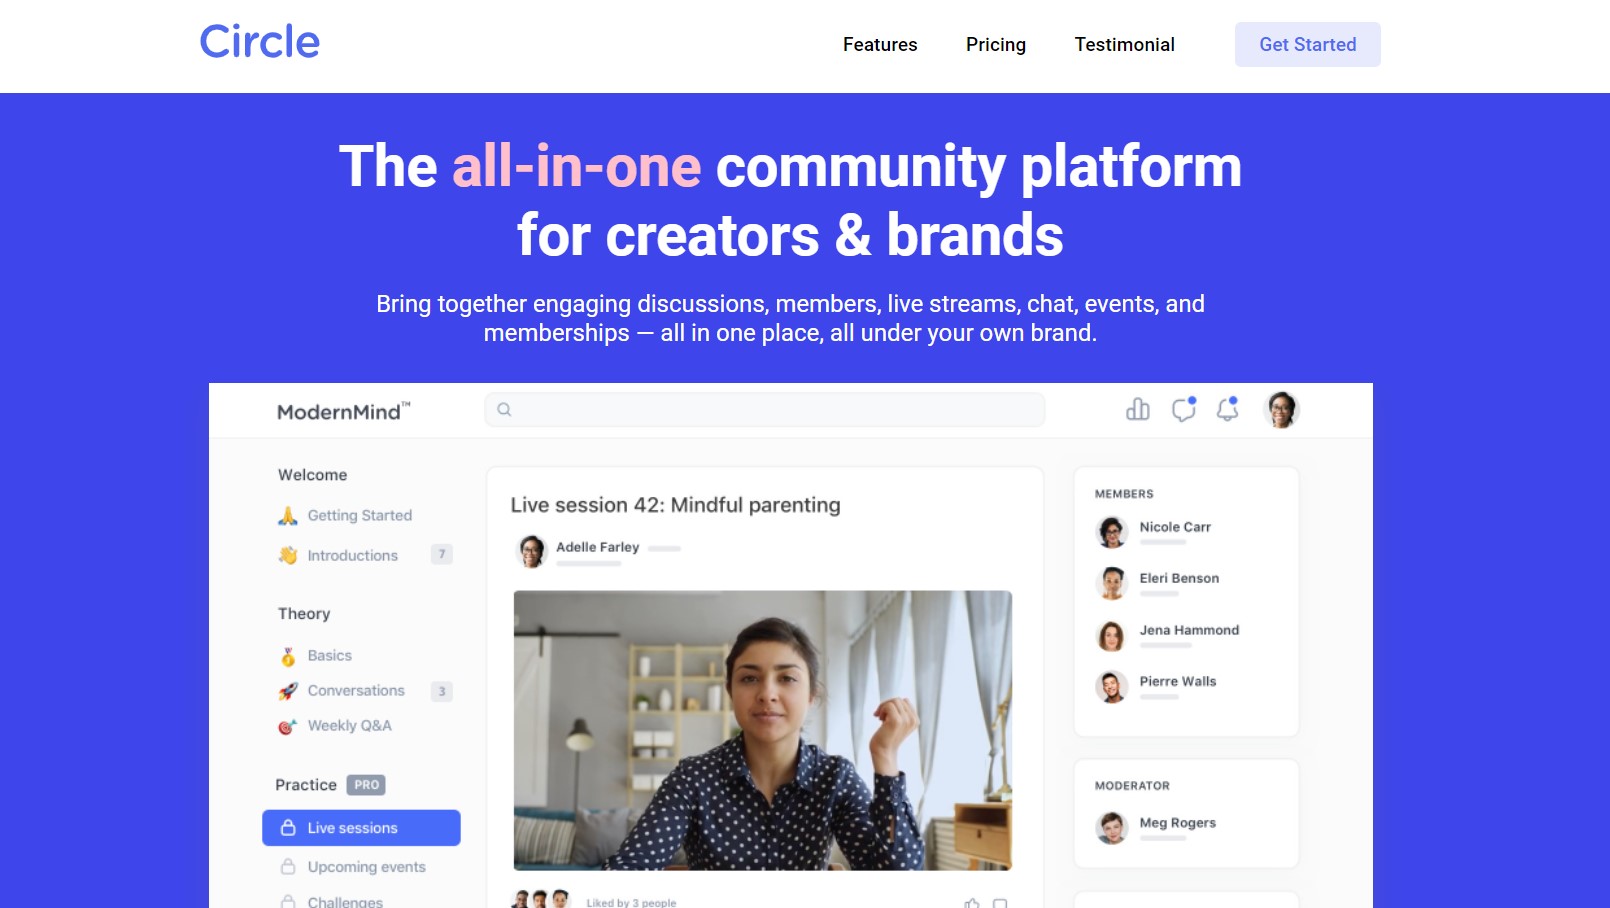 Circle
Features
Pricing
Testimonial
Get Started
The all-in-one community platform
for creators & brands
Bring together engaging discussions, members, live streams, chat, events, and
memberships — all in one place, all under your own brand.
ModernMind™
Welcome
Getting Started
Introductions 7
Theory
Basics
Conversations 3
Weekly Q&A
Practice PRO
Live sessions
Upcoming events
Challenges
Live session 42: Mindful parenting
Adelle Farley
Liked by 3 people
MEMBERS
Nicole Carr
Eleri Benson
Jena Hammond
Pierre Walls
MODERATOR
Meg Rogers